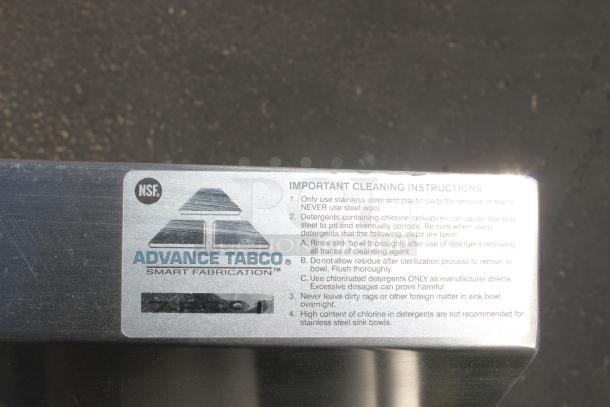 NSF®
ADVANCE TABCO®
SMART FABRICATION™
IMPORTANT CLEANING INSTRUCTIONS
1. Only use stainless steel and plastic pads for removal of stains.
NEVER use steel wool.
2. Detergents containing chlorine derivatives can cause stainless
steel to pit and eventually corrode. Be sure when using
detergents that the following steps are taken:
A. Rinse sink bowl thoroughly after use of detergent removing
all traces of cleansing agent.
B. Do not allow residue after sterilization process to remain in
bowl. Flush thoroughly.
C. Use chlorinated detergents ONLY as manufacturer directs.
Excessive dosages can prove harmful.
3. Never leave dirty rags or other foreign matter in sink bowl
overnight.
4. High content of chlorine in detergents are not recommended for
stainless steel sink bowls.